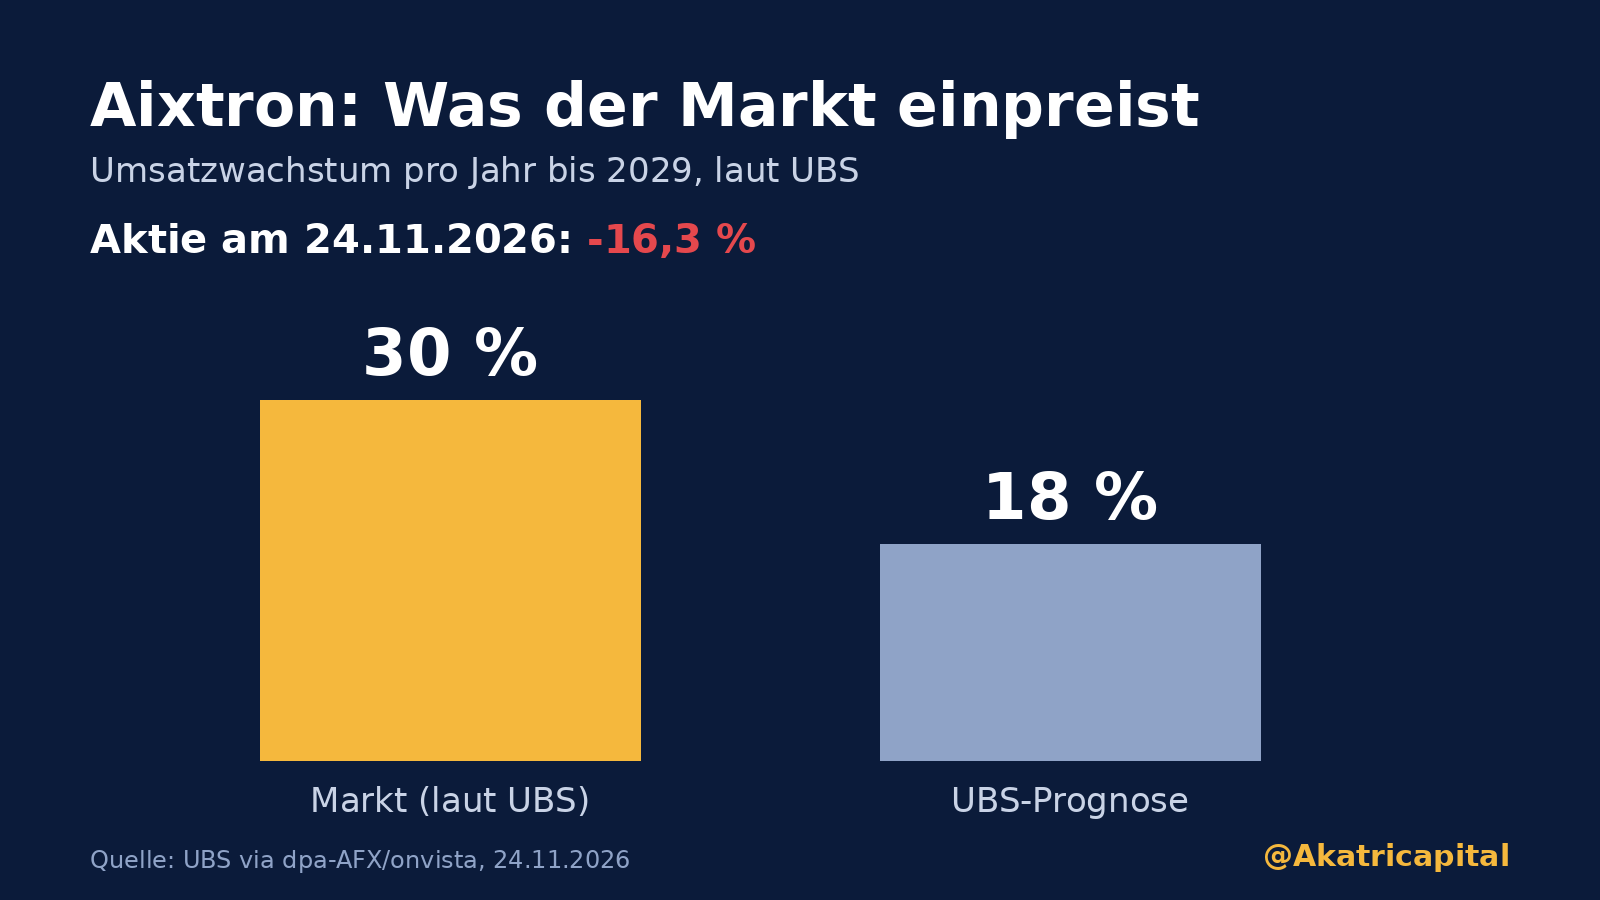 Aixtron: Was der Markt einpreist
Umsatzwachstum pro Jahr bis 2029, laut UBS
Aktie am 24.11.2026: -16,3 %
30 %
18 %
Markt (laut UBS)
UBS-Prognose
Quelle: UBS via dpa-AFX/onvista, 24.11.2026
@Akatricapital